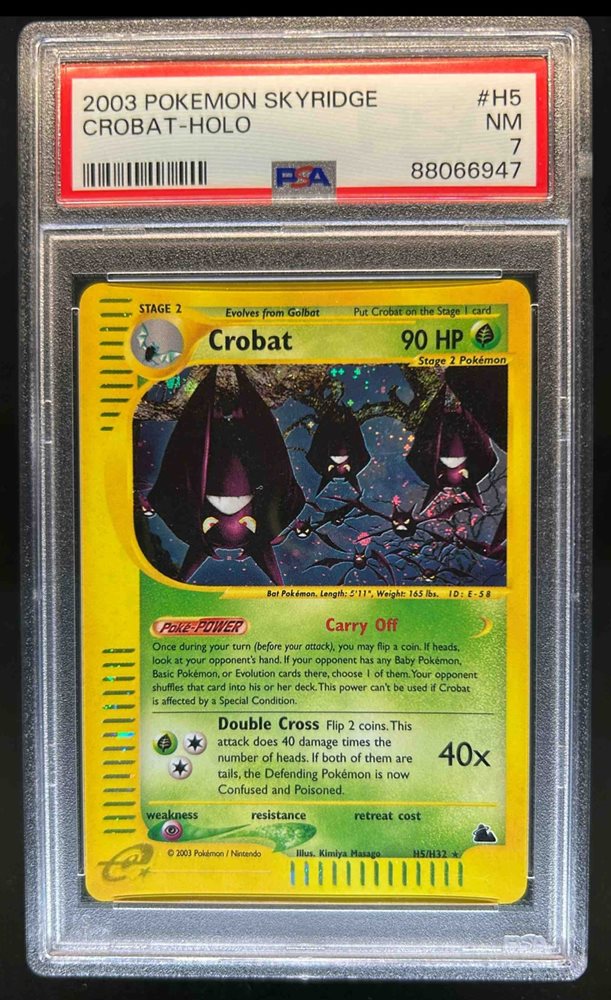 2003 POKEMON SKYRIDGE #H5
CROBAT-HOLO NM
7
PSA 88066947
STAGE 2 Evolves from Golbat Put Crobat on the Stage 1 card
Crobat 90 HP
Stage 2 Pokémon
Bat Pokémon. Length: 5'11", Weight: 165 lbs. ID: E-58
POKé-POWER Carry Off
Once during your turn (before your attack), you may flip a coin. If heads,
look at your opponent's hand. If your opponent has any Baby Pokémon,
Basic Pokémon, or Evolution cards there, choose 1 of them. Your opponent
shuffles that card into his or her deck. This power can't be used if Crobat
is affected by a Special Condition.
Double Cross Flip 2 coins. This
attack does 40 damage times the
number of heads. If both of them are
tails, the Defending Pokémon is now
Confused and Poisoned.
40x
weakness resistance retreat cost
© 2003 Pokémon / Nintendo Illus. Kimiya Masago H5/H32 ★
e